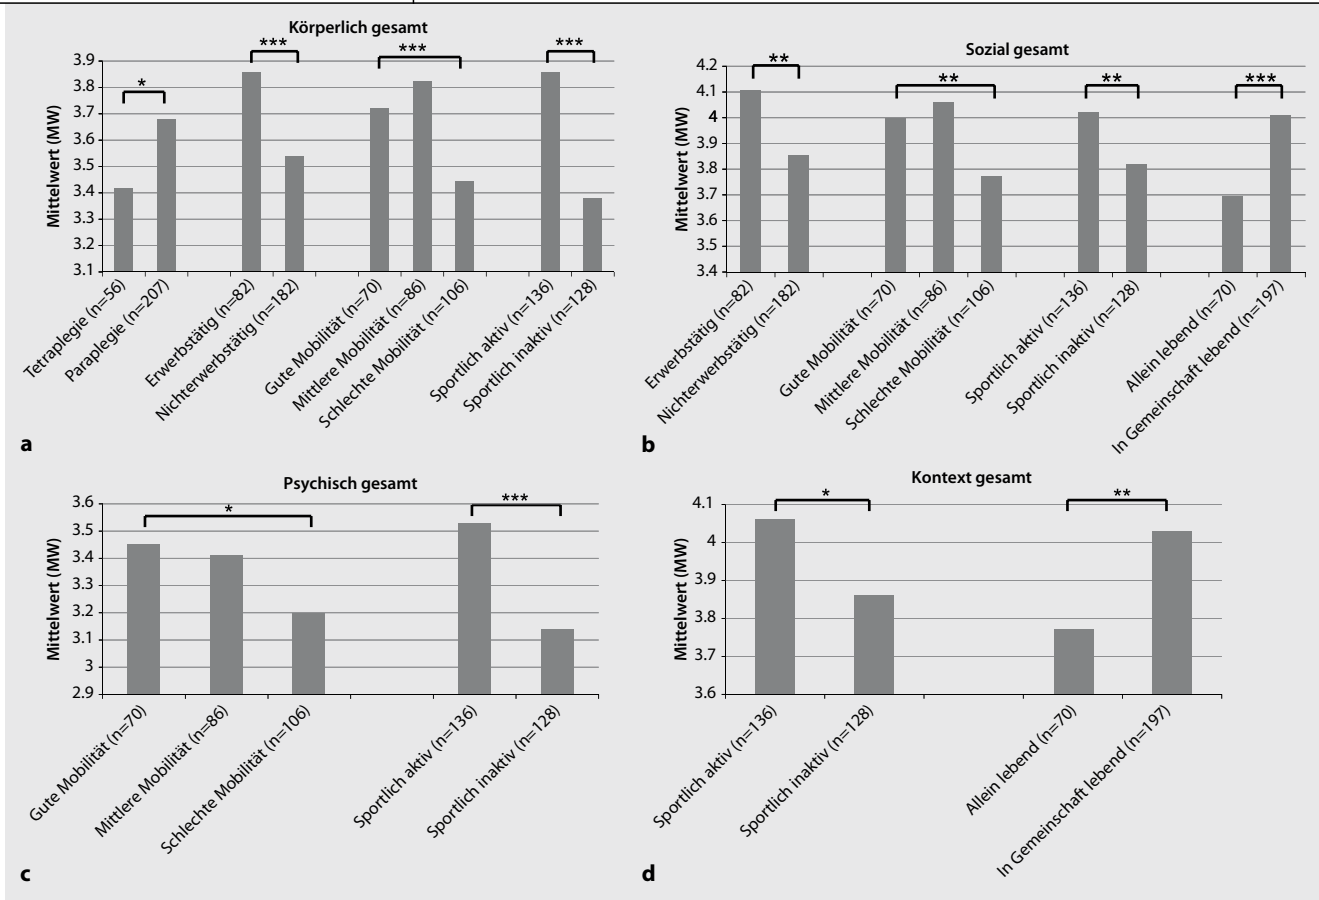 Körperlich gesamt
Mittelwert (MW)
3.9
3.8
3.7
3.6
3.5
3.4
3.3
3.2
3.1
*
***
***
***
Tetraplegie (n=56)
Paraplegie (n=207)
Erwerbstätig (n=82)
Nichterwerbstätig (n=182)
Gute Mobilität (n=70)
Mittlere Mobilität (n=86)
Schlechte Mobilität (n=106)
Sportlich aktiv (n=136)
Sportlich inaktiv (n=128)
a
Sozial gesamt
Mittelwert (MW)
4.2
4.1
4
3.9
3.8
3.7
3.6
3.5
3.4
**
**
**
***
Erwerbstätig (n=82)
Nichterwerbstätig (n=182)
Gute Mobilität (n=70)
Mittlere Mobilität (n=86)
Schlechte Mobilität (n=106)
Sportlich aktiv (n=136)
Sportlich inaktiv (n=128)
Allein lebend (n=70)
In Gemeinschaft lebend (n=197)
b
Psychisch gesamt
Mittelwert (MW)
3.6
3.5
3.4
3.3
3.2
3.1
3
2.9
*
***
Gute Mobilität (n=70)
Mittlere Mobilität (n=86)
Schlechte Mobilität (n=106)
Sportlich aktiv (n=136)
Sportlich inaktiv (n=128)
c
Kontext gesamt
Mittelwert (MW)
4.1
4
3.9
3.8
3.7
3.6
*
**
Sportlich aktiv (n=136)
Sportlich inaktiv (n=128)
Allein lebend (n=70)
In Gemeinschaft lebend (n=197)
d